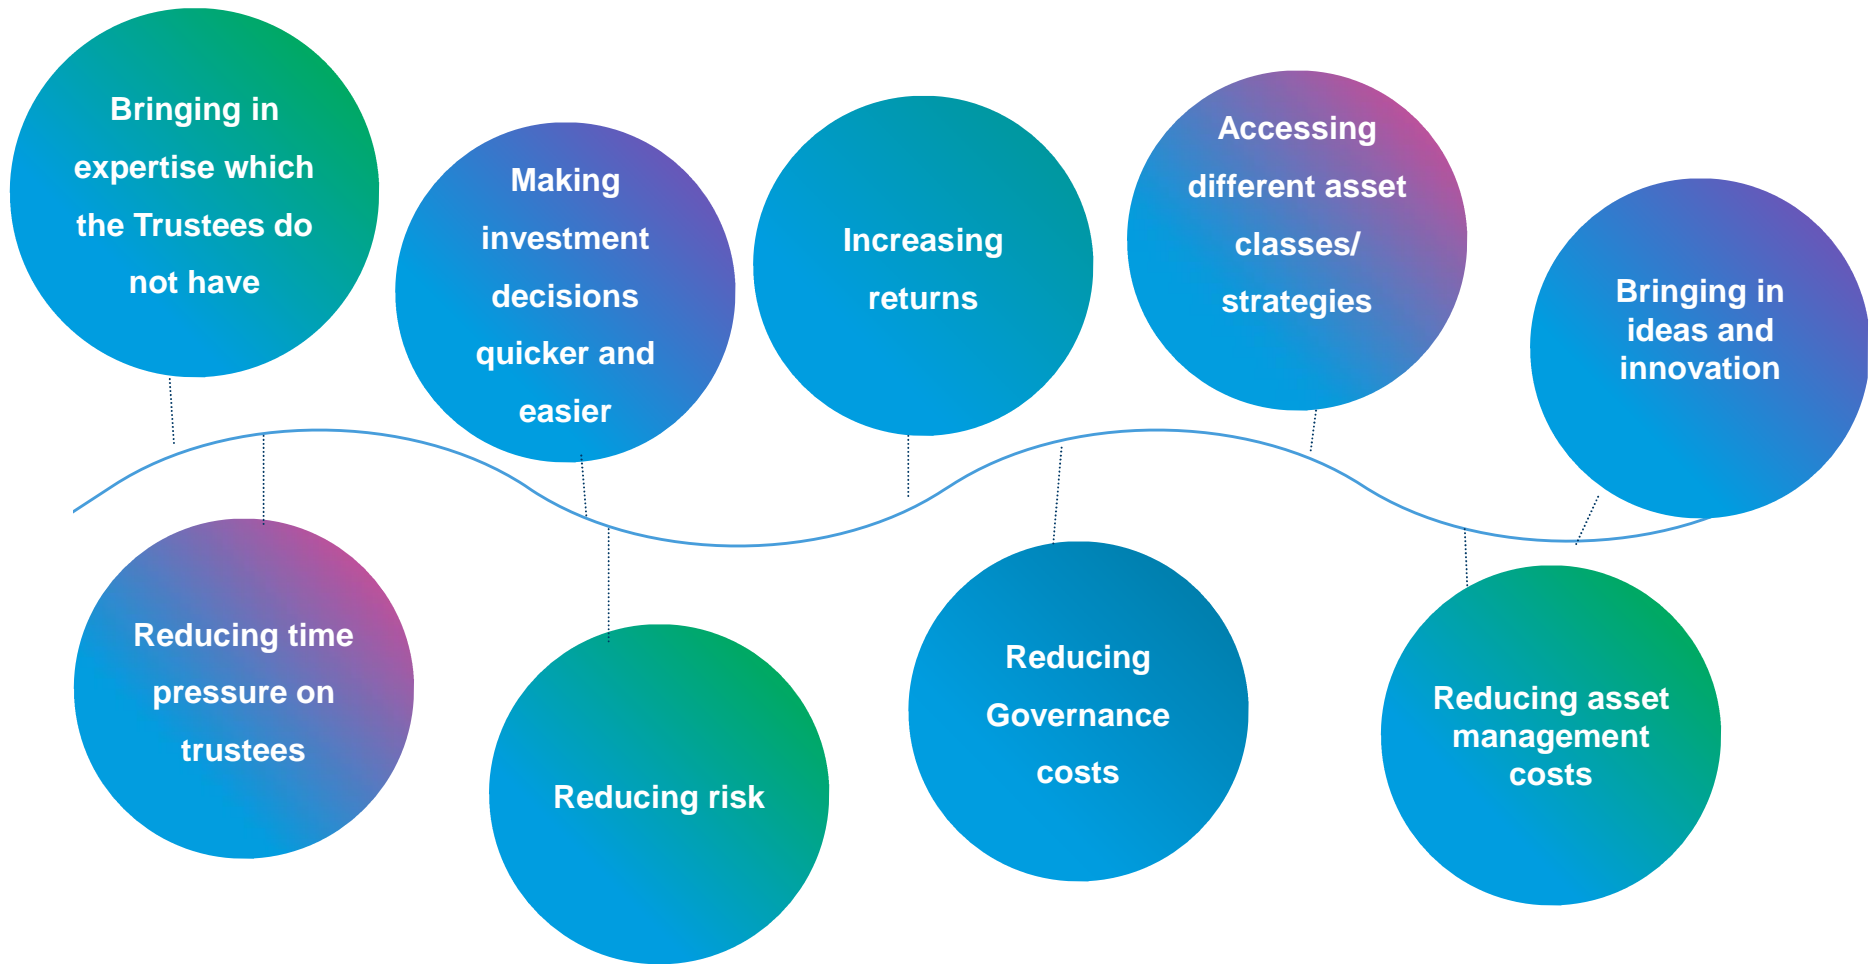 Bringing in
expertise which
the Trustees do
not have
Making
investment
decisions
quicker and
easier
Increasing
returns
Accessing
different asset
classes/
strategies
Bringing in
ideas and
innovation
Reducing time
pressure on
trustees
Reducing risk
Reducing
Governance
costs
Reducing asset
management
costs